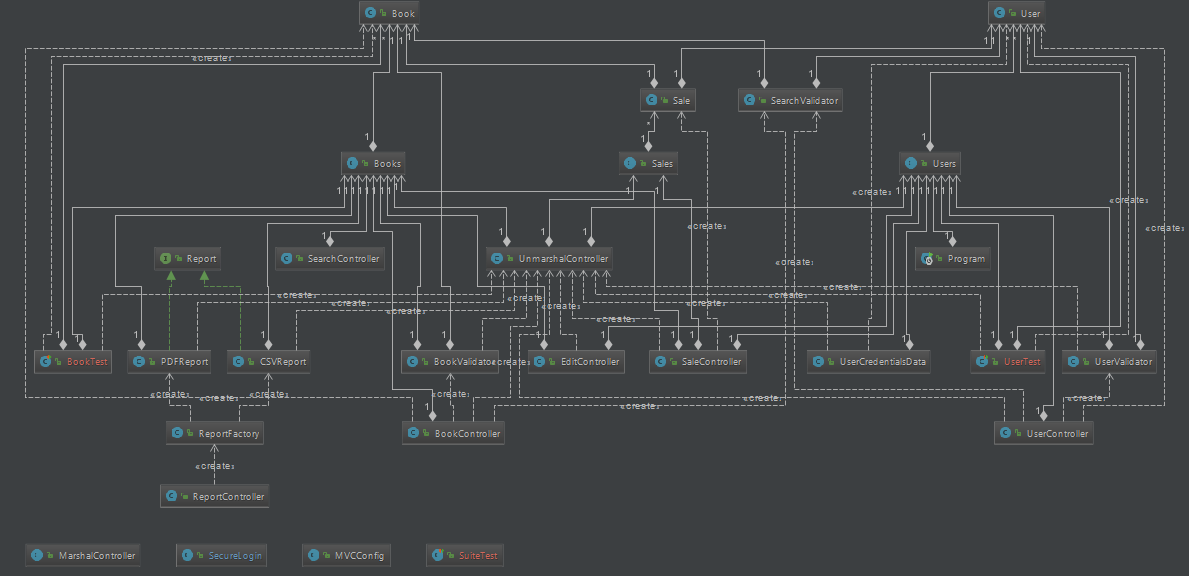 Book
User
«create»
Sale
SearchValidator
Books
Sales
Users
«create»
«create»
«create»
«create»
Report
SearchController
UnmarshalController
Program
«create»
«create»
«create»
«create»
«create»
«create»
«create»
«create»
BookTest
PDFReport
CSVReport
BookValidator
«create»
EditController
SaleController
UserCredentialsData
UserTest
UserValidator
«create»
«create»
«create»
«create»
«create»
«create»
«create»
ReportFactory
BookController
UserController
«create»
ReportController
MarshalController
SecureLogin
MVCConfig
SuiteTest